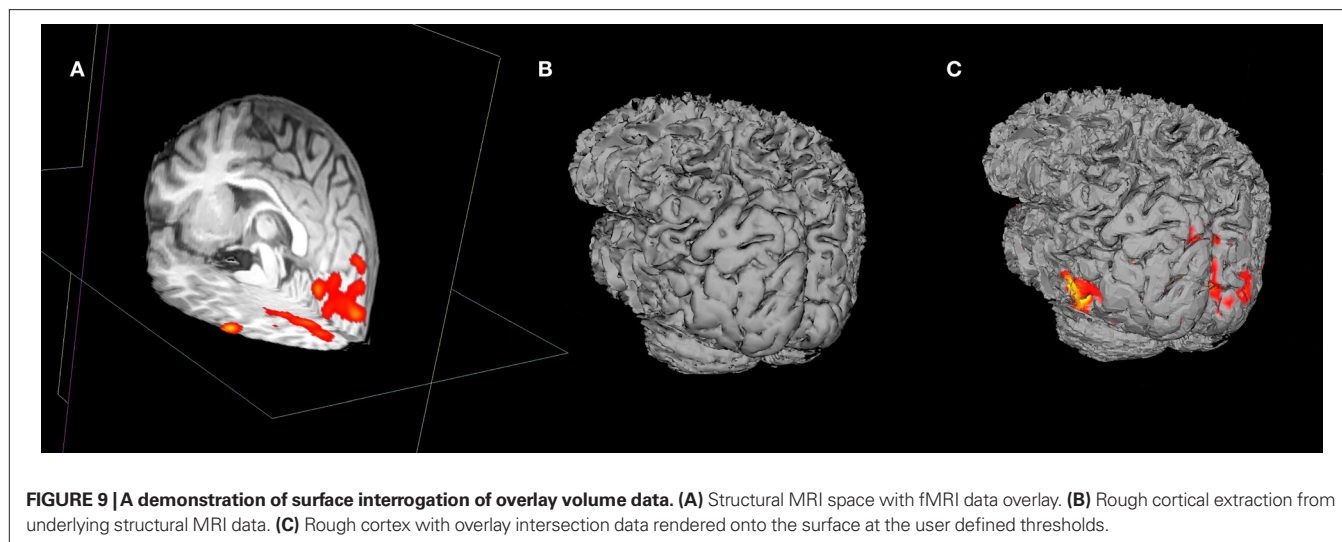 A
B
C
FIGURE 9 | A demonstration of surface interrogation of overlay volume data. (A) Structural MRI space with fMRI data overlay. (B) Rough cortical extraction from
underlying structural MRI data. (C) Rough cortex with overlay intersection data rendered onto the surface at the user defined thresholds.